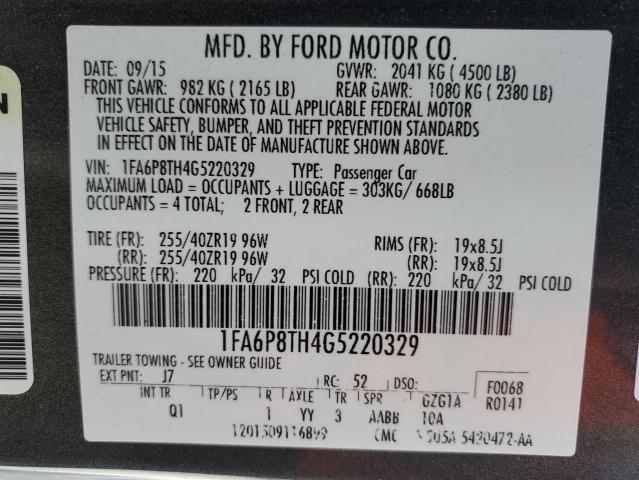 MFD. BY FORD MOTOR CO.
DATE: 09/15 GVWR: 2041 KG ( 4500 LB)
FRONT GAWR: 982 KG ( 2165 LB) REAR GAWR: 1080 KG ( 2380 LB)
THIS VEHICLE CONFORMS TO ALL APPLICABLE FEDERAL MOTOR
VEHICLE SAFETY, BUMPER, AND THEFT PREVENTION STANDARDS
IN EFFECT ON THE DATE OF MANUFACTURE SHOWN ABOVE.
VIN: 1FA6P8TH4G5220329 TYPE: Passenger Car
MAXIMUM LOAD = OCCUPANTS + LUGGAGE = 303KG/ 668LB
OCCUPANTS = 4 TOTAL; 2 FRONT, 2 REAR
TIRE (FR): 255/40ZR19 96W RIMS (FR): 19x8.5J
(RR): 255/40ZR19 96W (RR): 19x8.5J
PRESSURE (FR): 220 kPa/ 32 PSI COLD (RR): 220 kPa/ 32 PSI COLD
1FA6P8TH4G5220329
TRAILER TOWING - SEE OWNER GUIDE
EXT PNT: J7 RC: 52 DSO: F0068
INT TR TP/PS R AXLE TR SPR GZG1A R0141
Q1 1 YY 3 AABB 10A
CMC
N